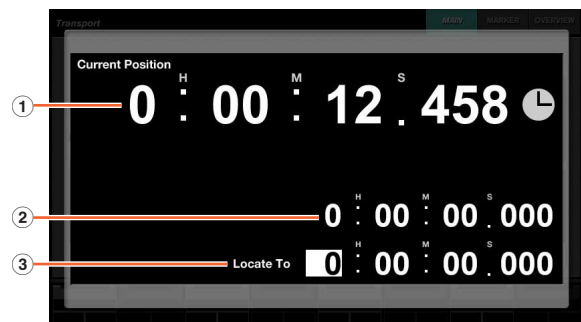 Transport MAIN MARKER OVERVIEW
Current Position
H M S
1 0 : 00 : 12 . 458
H M S
2 0 : 00 : 00 . 000
H M S
3 Locate To 0 : 00 : 00 . 000